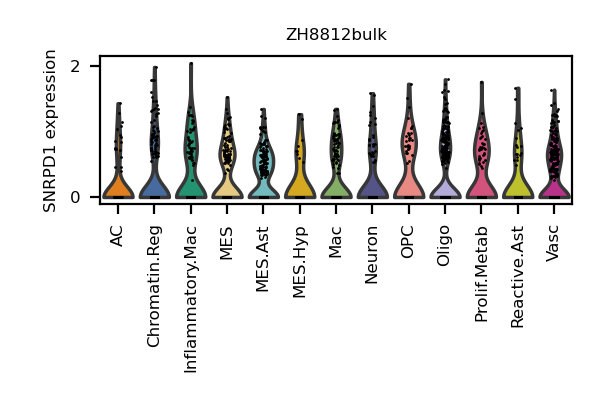 ZH8812bulk
SNRPD1 expression
2
0
AC
Chromatin.Reg
Inflammatory.Mac
MES
MES.Ast
MES.Hyp
Mac
Neuron
OPC
Oligo
Prolif.Metab
Reactive.Ast
Vasc